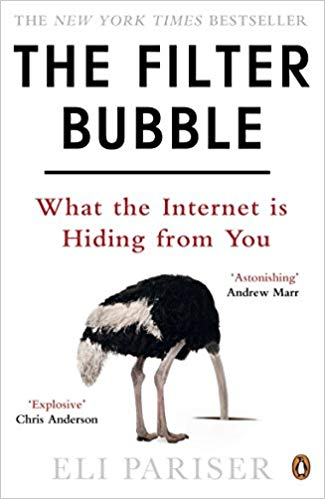 THE NEW YORK TIMES BESTSELLER
THE FILTER
BUBBLE
What the Internet is
Hiding from You
'Astonishing'
Andrew Marr
'Explosive'
Chris Anderson
ELI PARISER